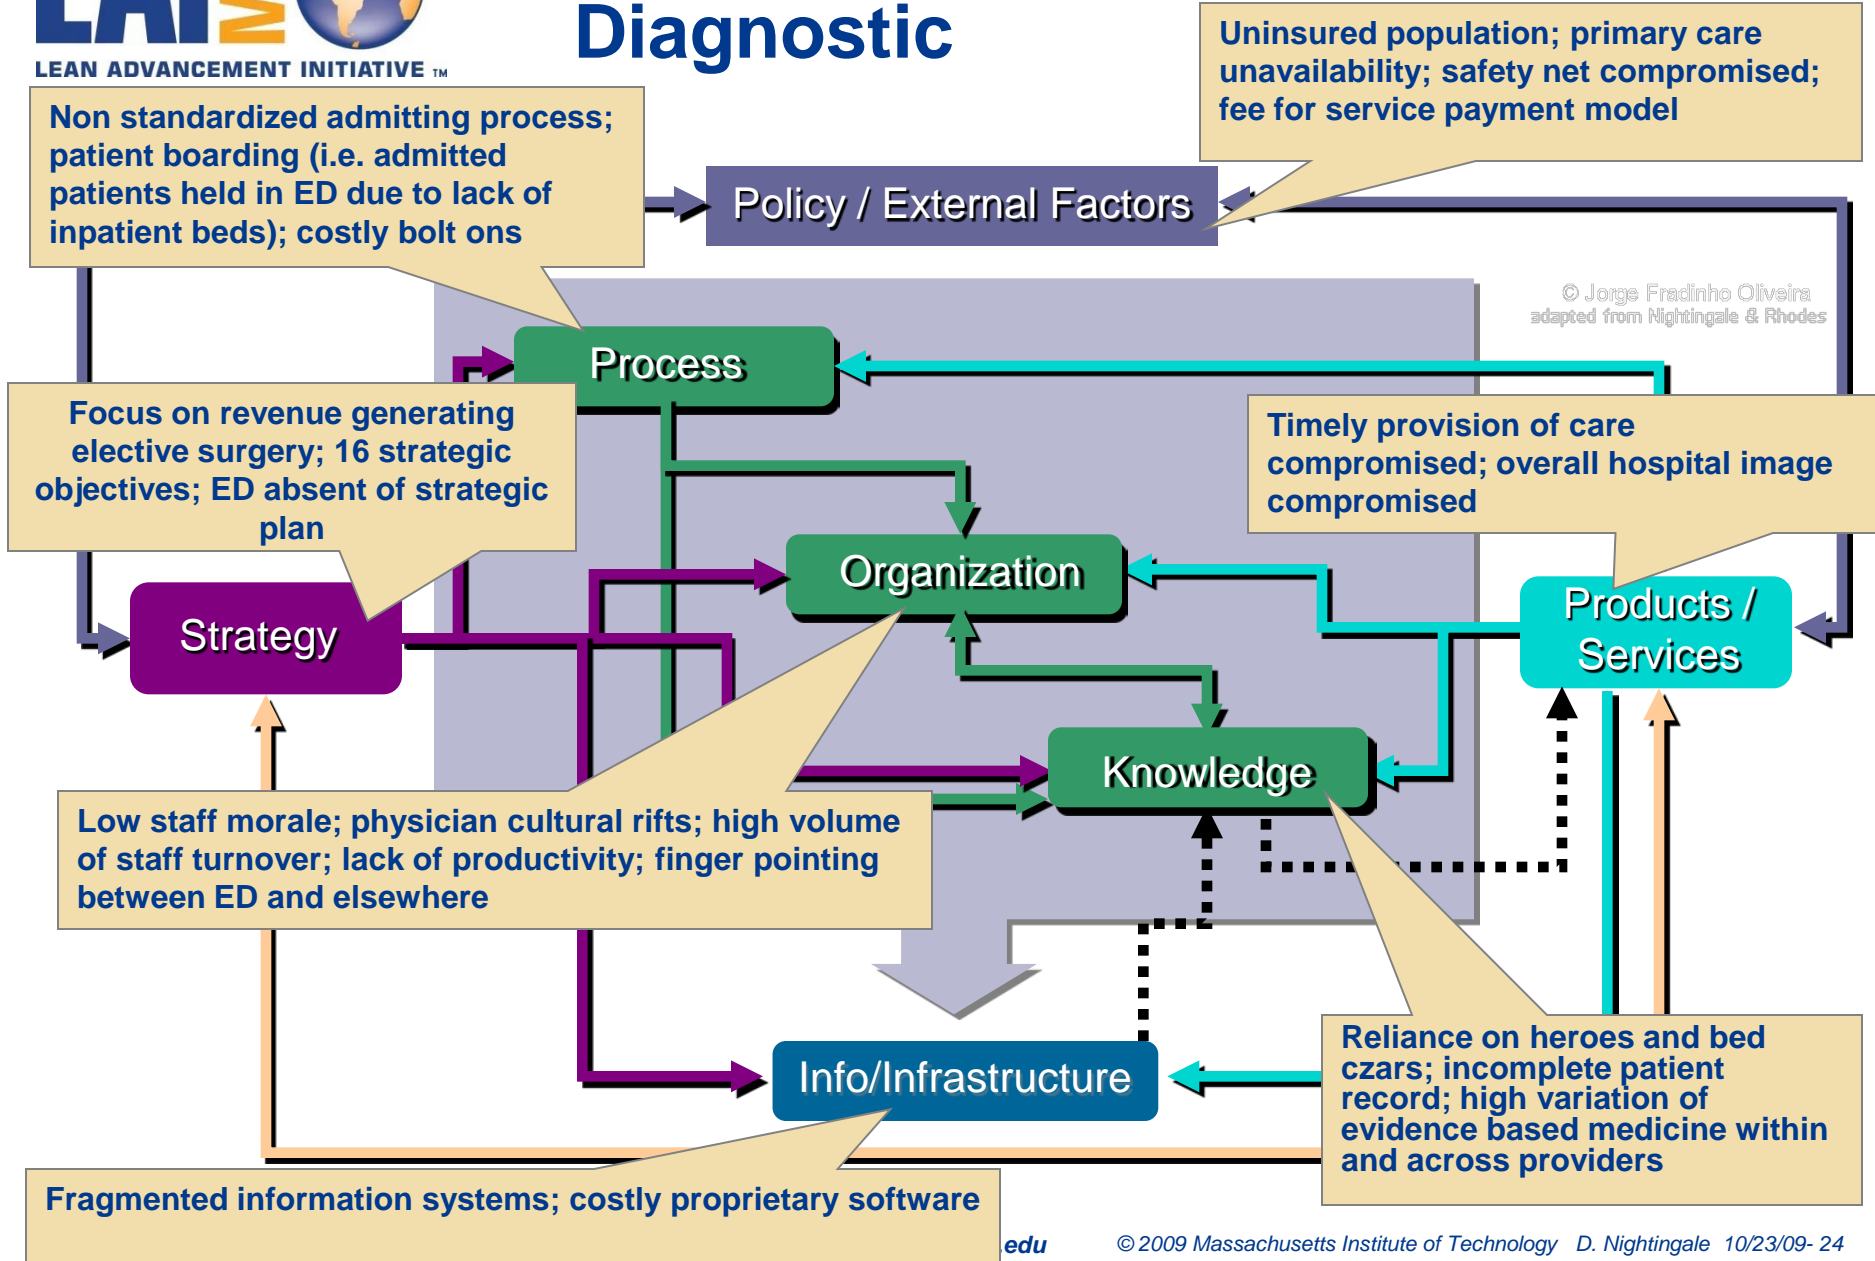 Diagnostic
LEAN ADVANCEMENT INITIATIVE TM
Uninsured population; primary care
unavailability; safety net compromised;
fee for service payment model
Non standardized admitting process;
patient boarding (i.e. admitted
patients held in ED due to lack of
inpatient beds); costly bolt ons
Policy / External Factors
© Jorge Fradinho Oliveira
adapted from Nightingale & Rhodes
Process
Focus on revenue generating
elective surgery; 16 strategic
objectives; ED absent of strategic
plan
Timely provision of care
compromised; overall hospital image
compromised
Organization
Strategy
Products /
Services
Knowledge
Low staff morale; physician cultural rifts; high volume
of staff turnover; lack of productivity; finger pointing
between ED and elsewhere
Info/Infrastructure
Reliance on heroes and bed
czars; incomplete patient
record; high variation of
evidence based medicine within
and across providers
Fragmented information systems; costly proprietary software
.edu
© 2009 Massachusetts Institute of Technology D. Nightingale 10/23/09- 24